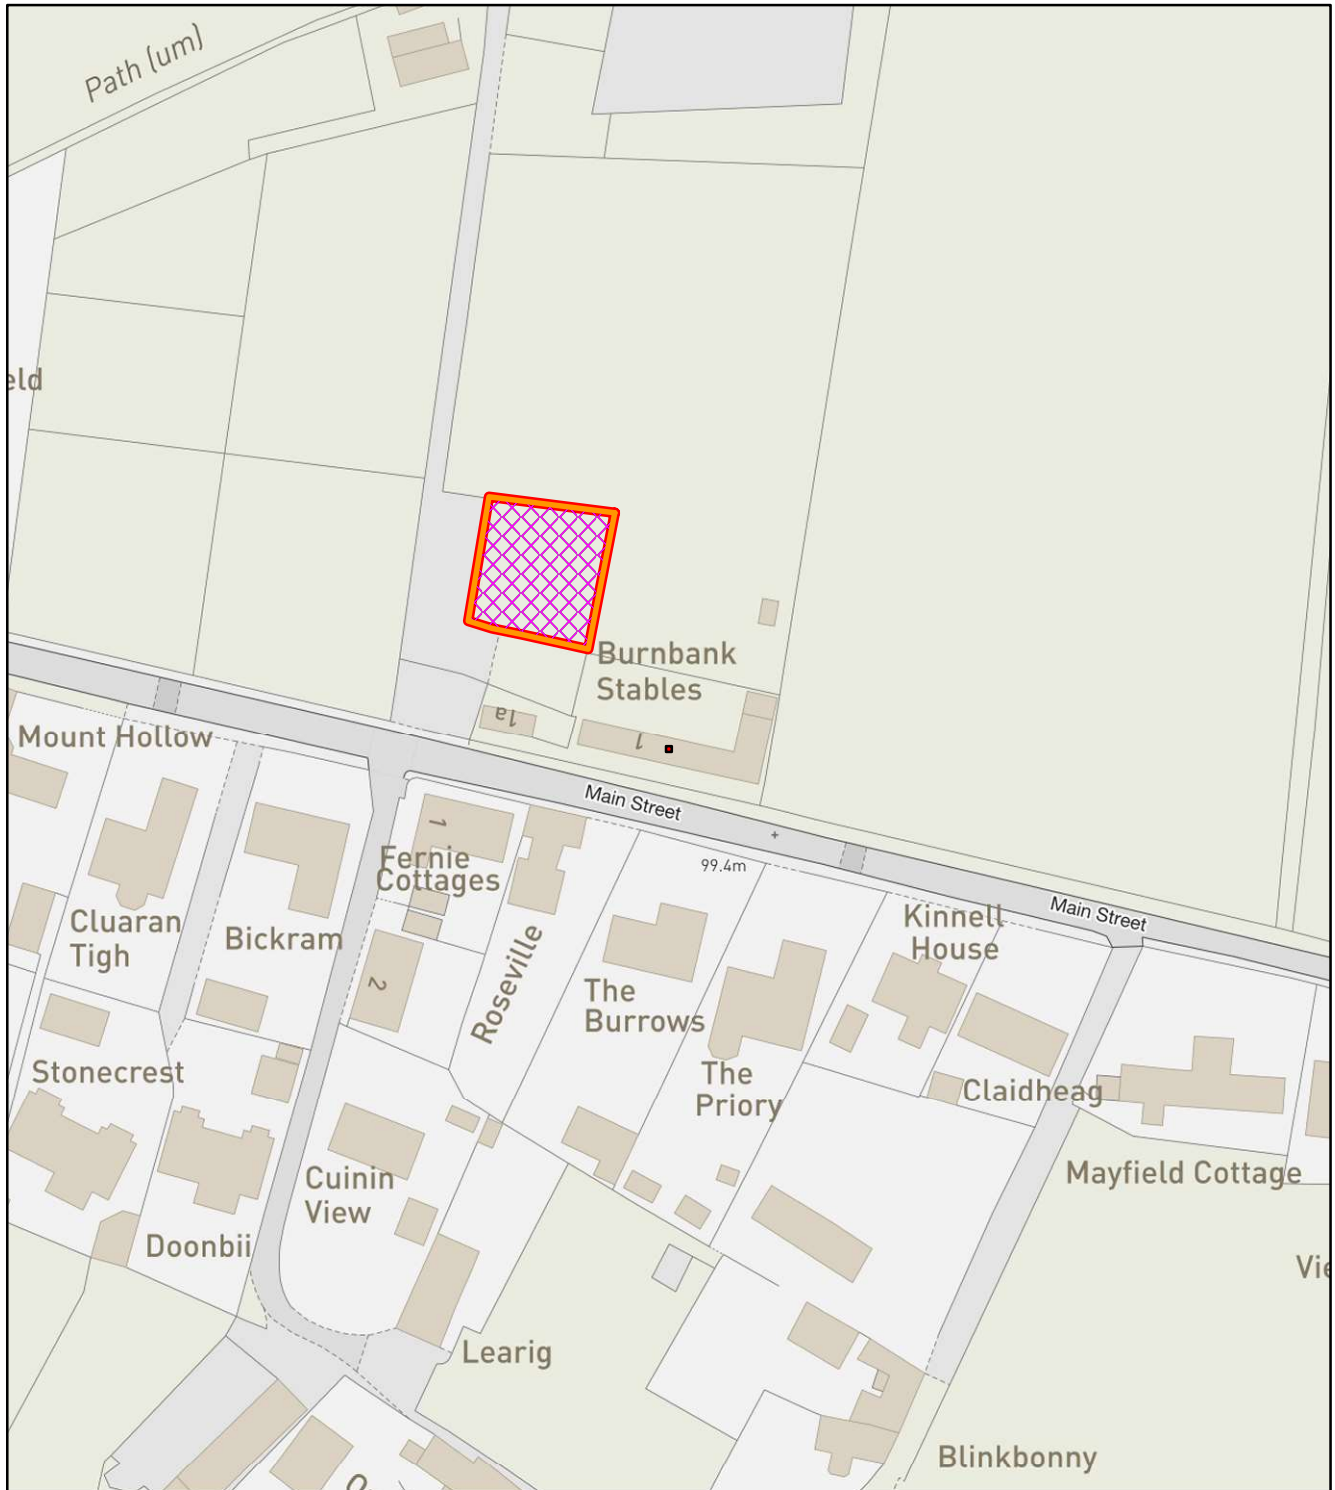 Path (um)
eld
Burnbank
Stables
1a
1
Mount Hollow
Main Street
99.4m
1
Fernie
Cottages
Cluaran
Tigh
Bickram
2
Roseville
The
Burrows
Kinnell
House
Main Street
Stonecrest
The
Priory
Claidheag
Mayfield Cottage
Cuinin
View
Doonbii
Vie
Learig
Blinkbonny